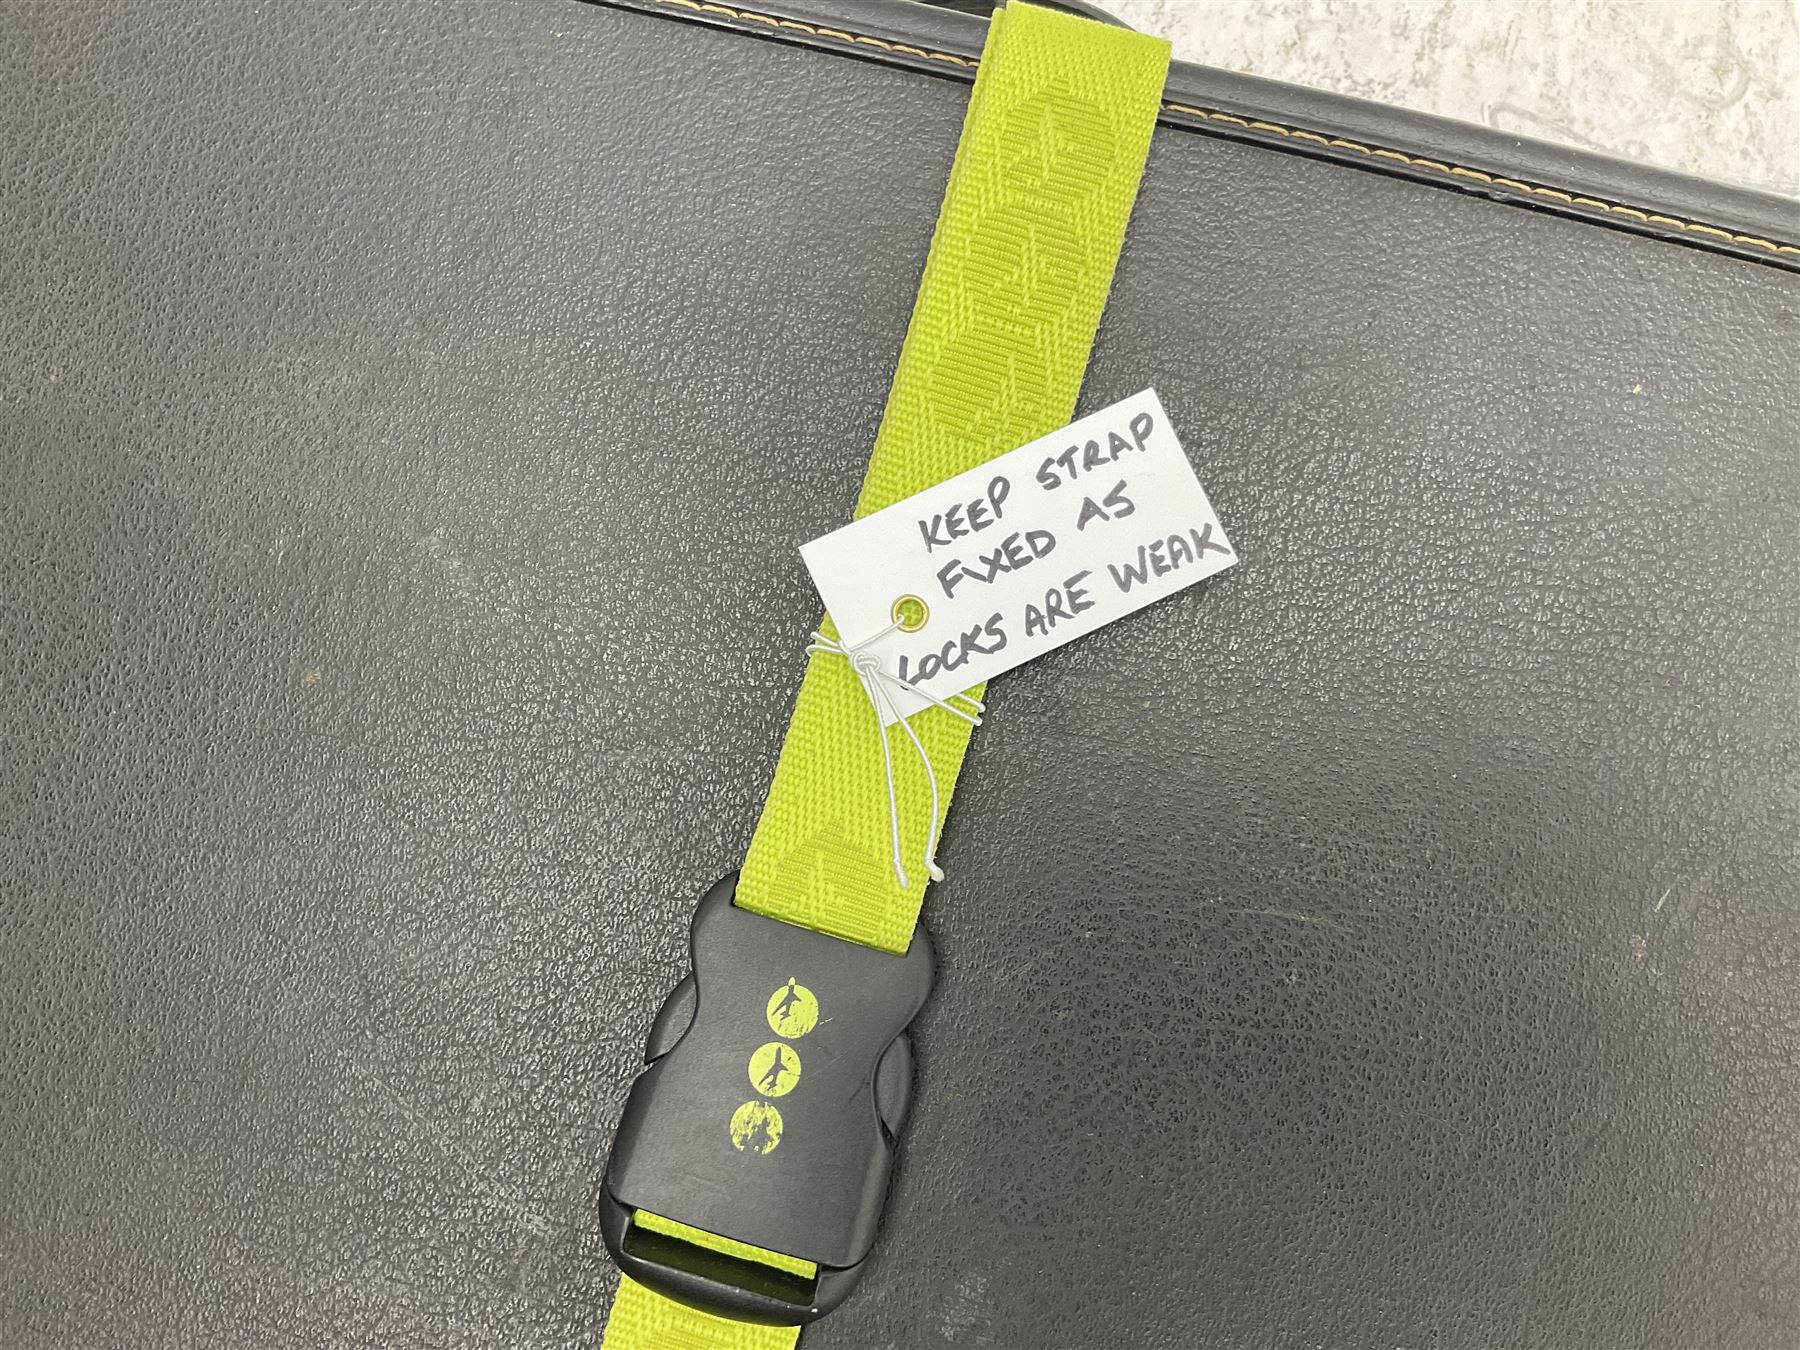 KEEP STRAP
FIXED AS
LOCKS ARE WEAK